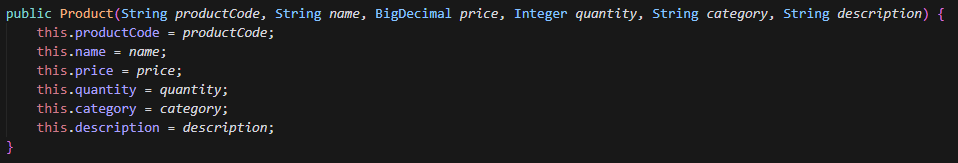 public Product(String productCode, String name, BigDecimal price, Integer quantity, String category, String description) {
    this.productCode = productCode;
    this.name = name;
    this.price = price;
    this.quantity = quantity;
    this.category = category;
    this.description = description;
}